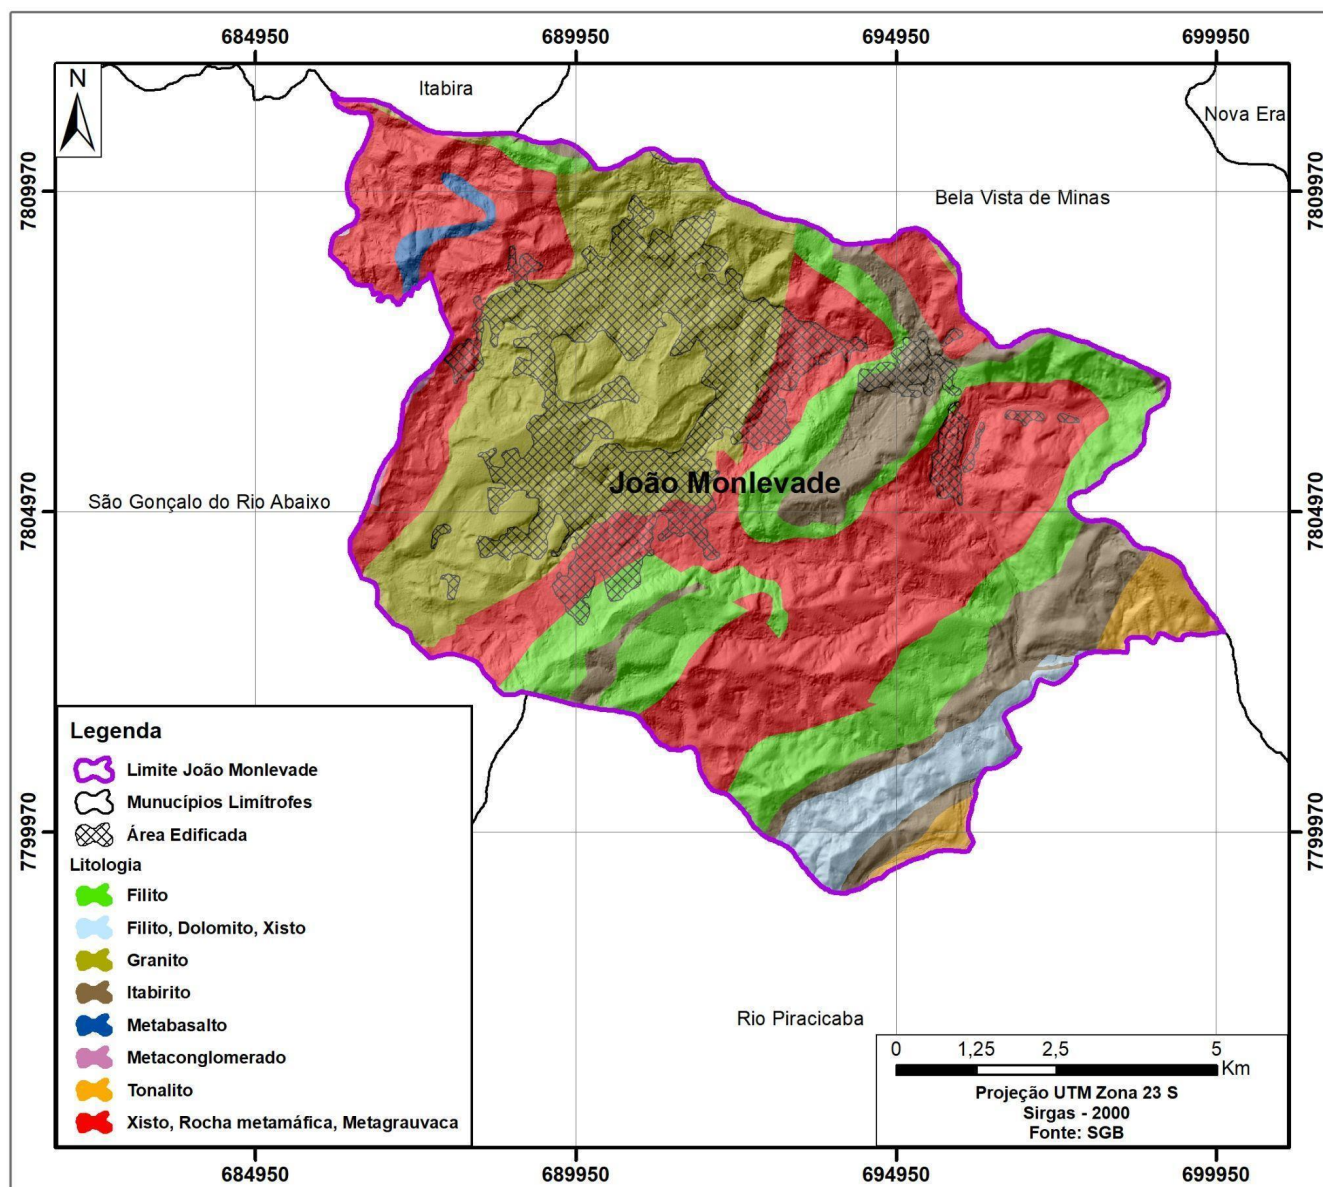 684950
689950
694950
699950
N
Itabira
Nova Era
7809970
Bela Vista de Minas
7809970
João Monlevade
São Gonçalo do Rio Abaixo
7804970
7804970
Legenda
Limite João Monlevade
Munucípios Limítrofes
Área Edificada
Litologia
Filito
Filito, Dolomito, Xisto
Granito
Itabirito
Metabasalto
Metaconglomerado
Tonalito
Xisto, Rocha metamáfica, Metagrauvaca
7799970
7799970
Rio Piracicaba
0 1,25 2,5 5
Km
Projeção UTM Zona 23 S
Sirgas - 2000
Fonte: SGB
684950
689950
694950
699950